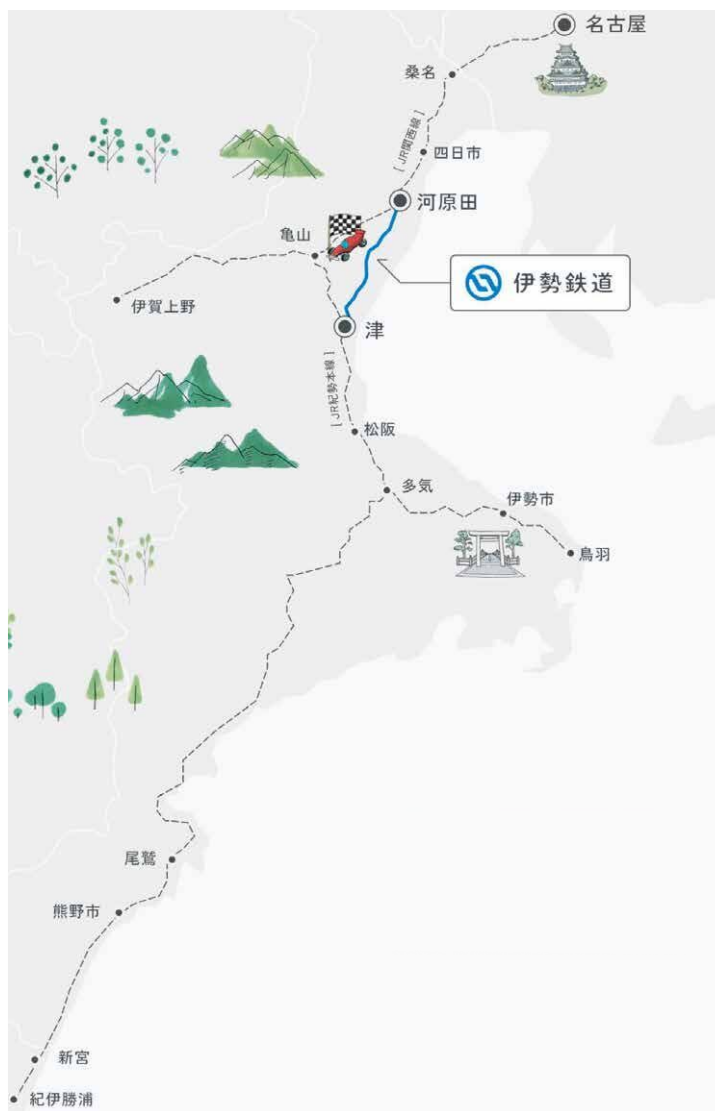 名古屋
桑名
[JR関西線]
四日市
河原田
亀山
伊勢鉄道
伊賀上野
津
[JR紀勢本線]
松阪
多気
伊勢市
鳥羽
尾鷲
熊野市
新宮
紀伊勝浦